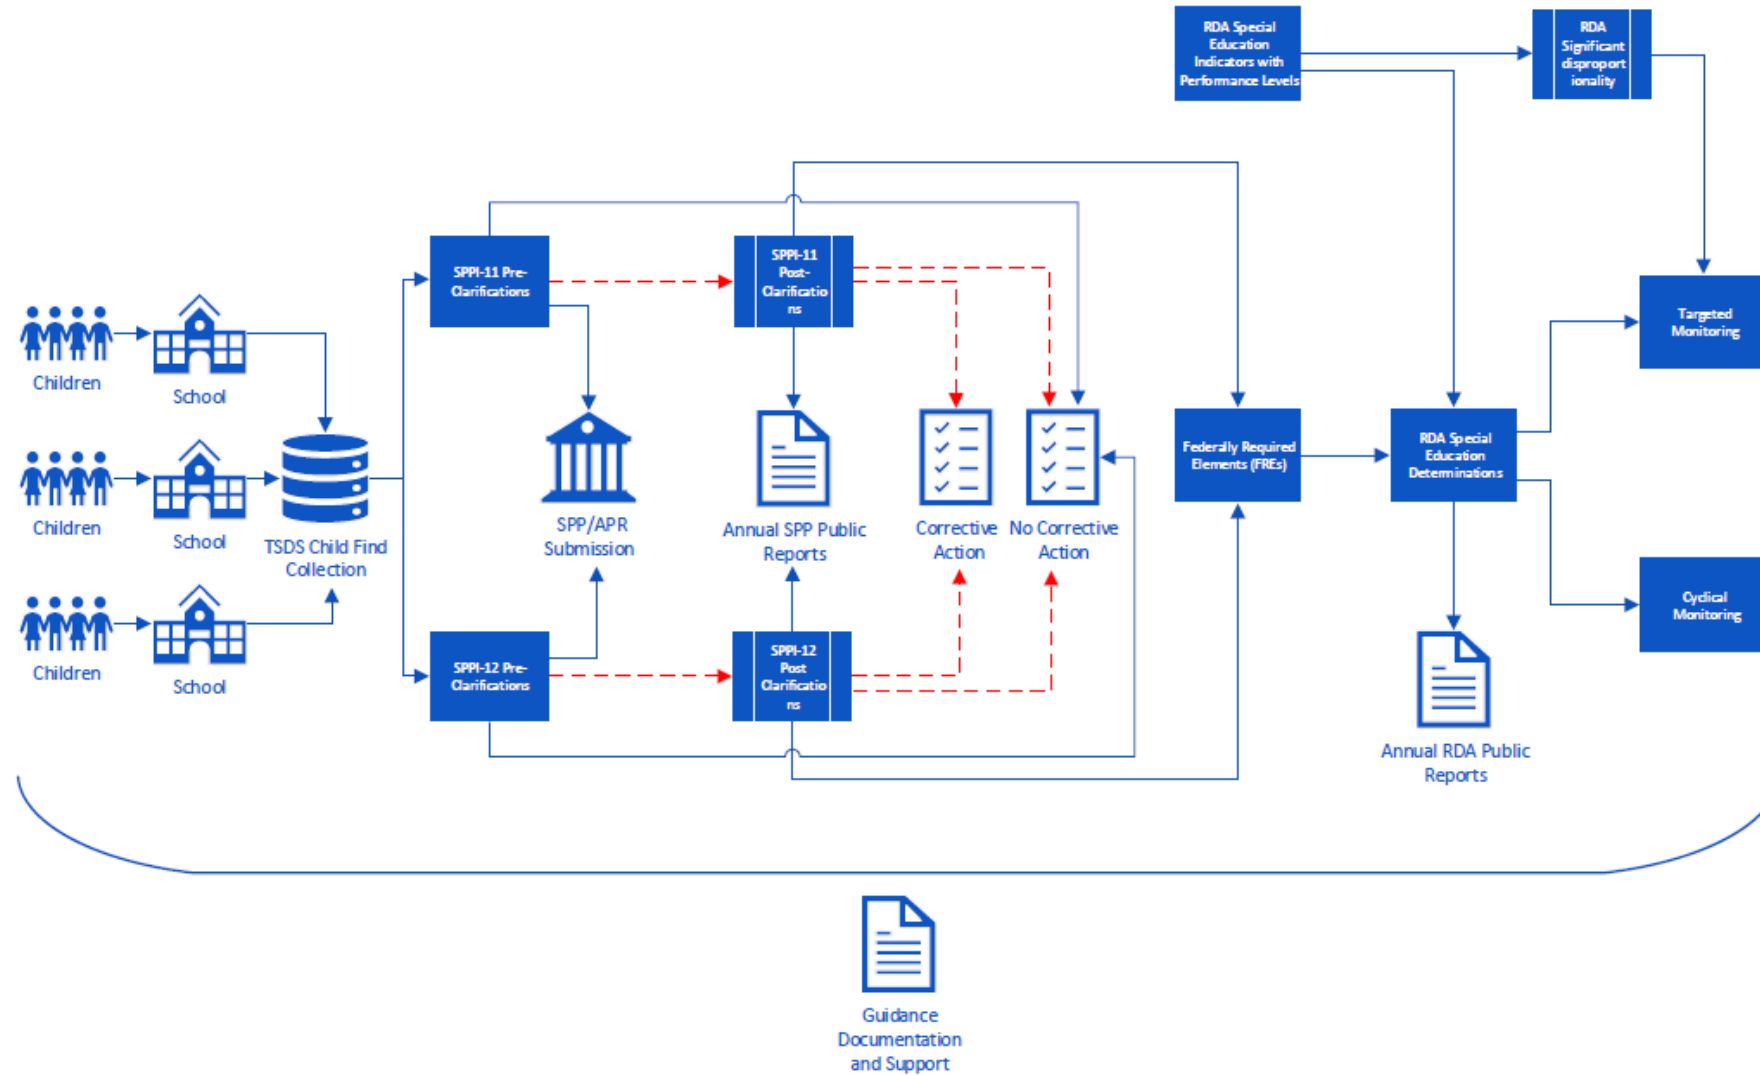 RDA Special
Education
Indicators with
Performance Levels
RDA
Significant
disproport
ionality
SPPI-11 Pre-
Clarifications
SPPI-11
Post-
Clarificatio
ns
Targeted
Monitoring
Children
School
Children
School
TSDS Child Find
Collection
Children
School
SPP/APR
Submission
Annual SPP Public
Reports
Corrective
Action
No Corrective
Action
Federally Required
Elements (FREs)
RDA Special
Education
Determinations
Cyclical
Monitoring
SPPI-12 Pre-
Clarifications
SPPI-12
Post
Clarificatio
ns
Annual RDA Public
Reports
Guidance
Documentation
and Support